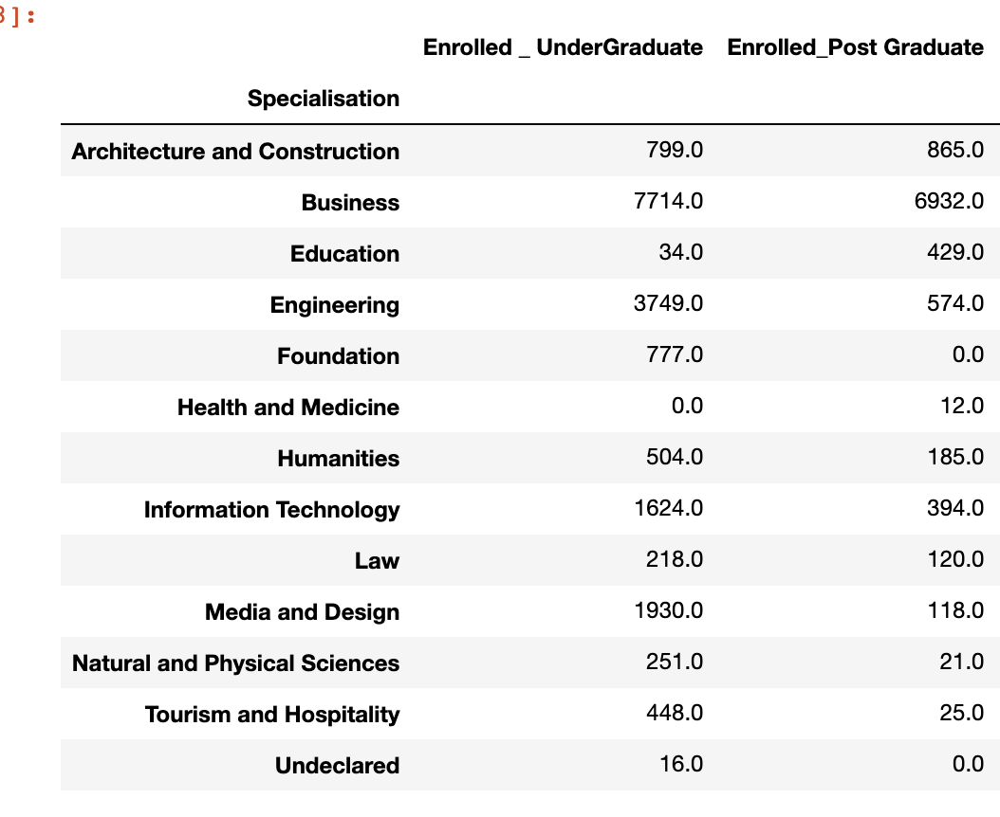 3]:
Enrolled _ UnderGraduate Enrolled_Post Graduate
Specialisation
Architecture and Construction 799.0 865.0
Business 7714.0 6932.0
Education 34.0 429.0
Engineering 3749.0 574.0
Foundation 777.0 0.0
Health and Medicine 0.0 12.0
Humanities 504.0 185.0
Information Technology 1624.0 394.0
Law 218.0 120.0
Media and Design 1930.0 118.0
Natural and Physical Sciences 251.0 21.0
Tourism and Hospitality 448.0 25.0
Undeclared 16.0 0.0